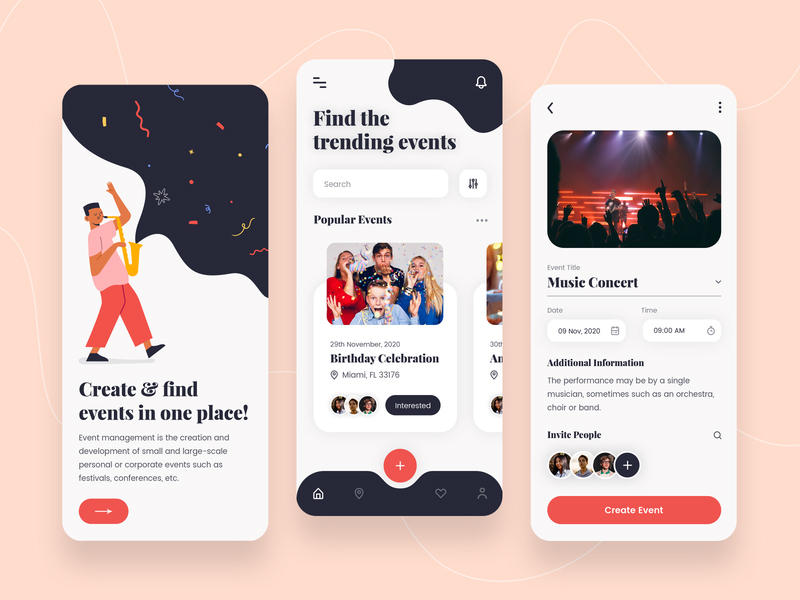 Create & find
events in one place!
Event management is the creation and
development of small and large-scale
personal or corporate events such as
festivals, conferences, etc.
Find the
trending events
Search
Popular Events
29th November, 2020
Birthday Celebration
Miami, FL 33176
Interested
30th
An
Event Title
Music Concert
Date
Time
09 Nov, 2020
09:00 AM
Additional Information
The performance may be by a single
musician, sometimes such as an orchestra,
choir or band.
Invite People
Create Event